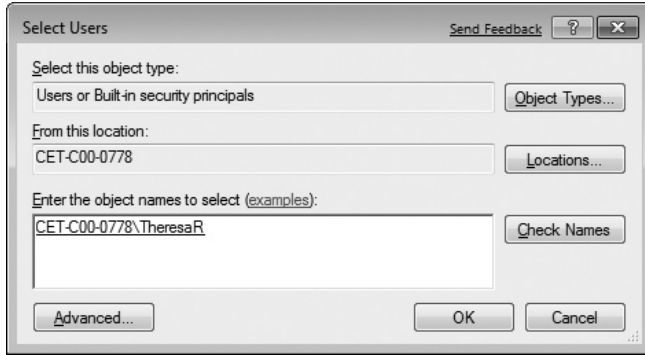 Select Users
Send Feedback ?
Select this object type:
Users or Built-in security principals
Object Types...
From this location:
CET-C00-0778
Locations...
Enter the object names to select (examples):
CET-C00-0778\TheresaR
Check Names
Advanced...
OK
Cancel